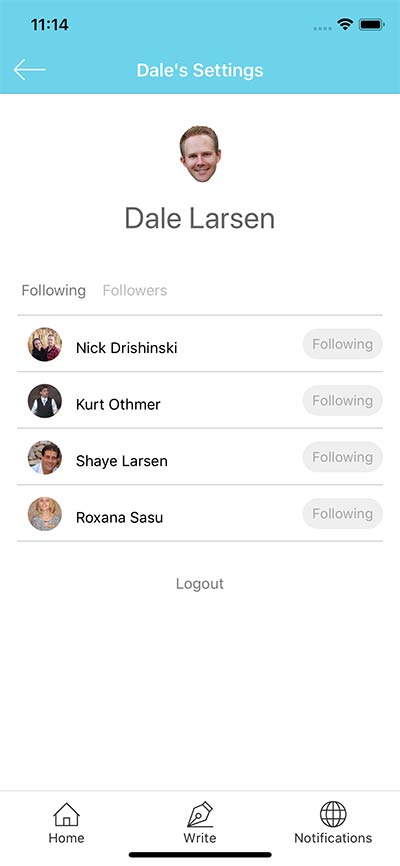 11:14
Dale's Settings
Dale Larsen
Following Followers
Nick Drishinski Following
Kurt Othmer Following
Shaye Larsen Following
Roxana Sasu Following
Logout
Home Write Notifications